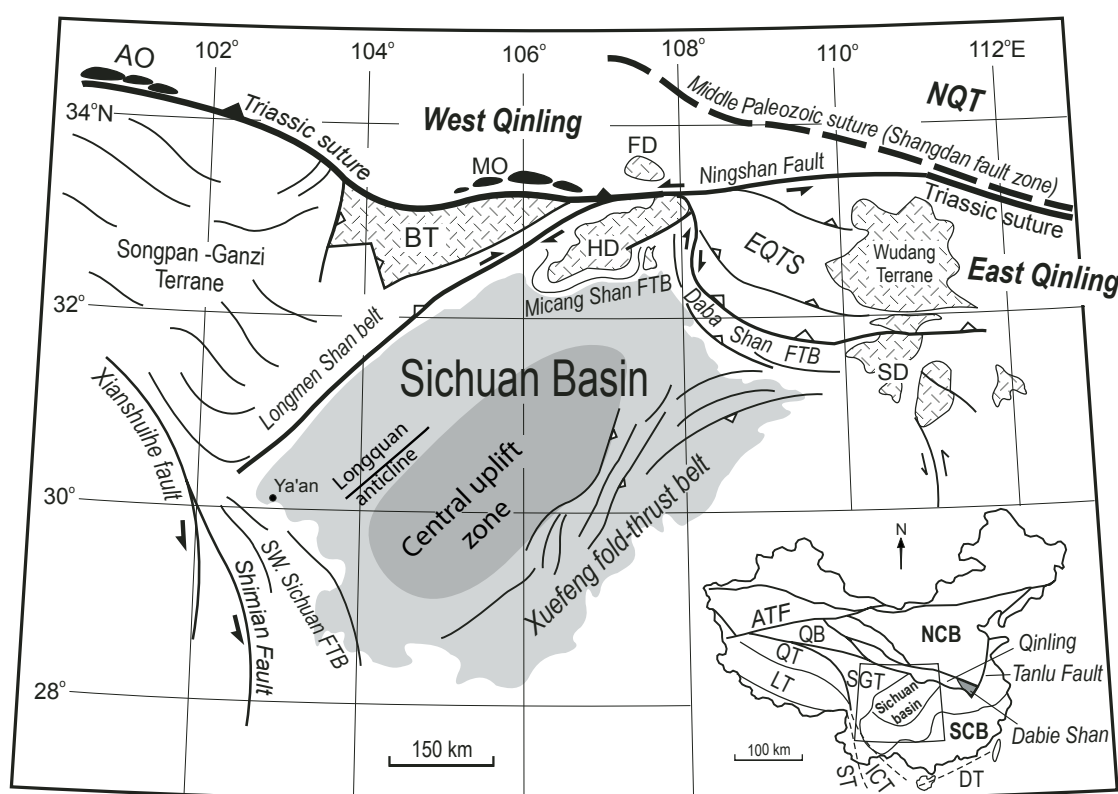 102°
104°
106°
108°
110°
112°E
AO
34°N
Triassic suture
West Qinling
NQT
Middle Paleozoic suture (Shangdan fault zone)
MO
FD
Ningshan Fault
Triassic suture
BT
HD
EQTS
Wudang
Terrane
East Qinling
Songpan -Ganzi
Terrane
32°
Micang Shan FTB
Daba Shan FTB
SD
Longmen Shan belt
Sichuan Basin
Xianshuihe fault
Longquan
anticline
Central uplift
zone
Ya'an
30°
Xuefeng fold-thrust belt
SW. Sichuan FTB
Shimian Fault
28°
150 km
N
ATF
QB
NCB
QT
LT
SGT
Qinling
Tanlu Fault
Sichuan
basin
SCB
Dabie Shan
100 km
ST
ICT
DT